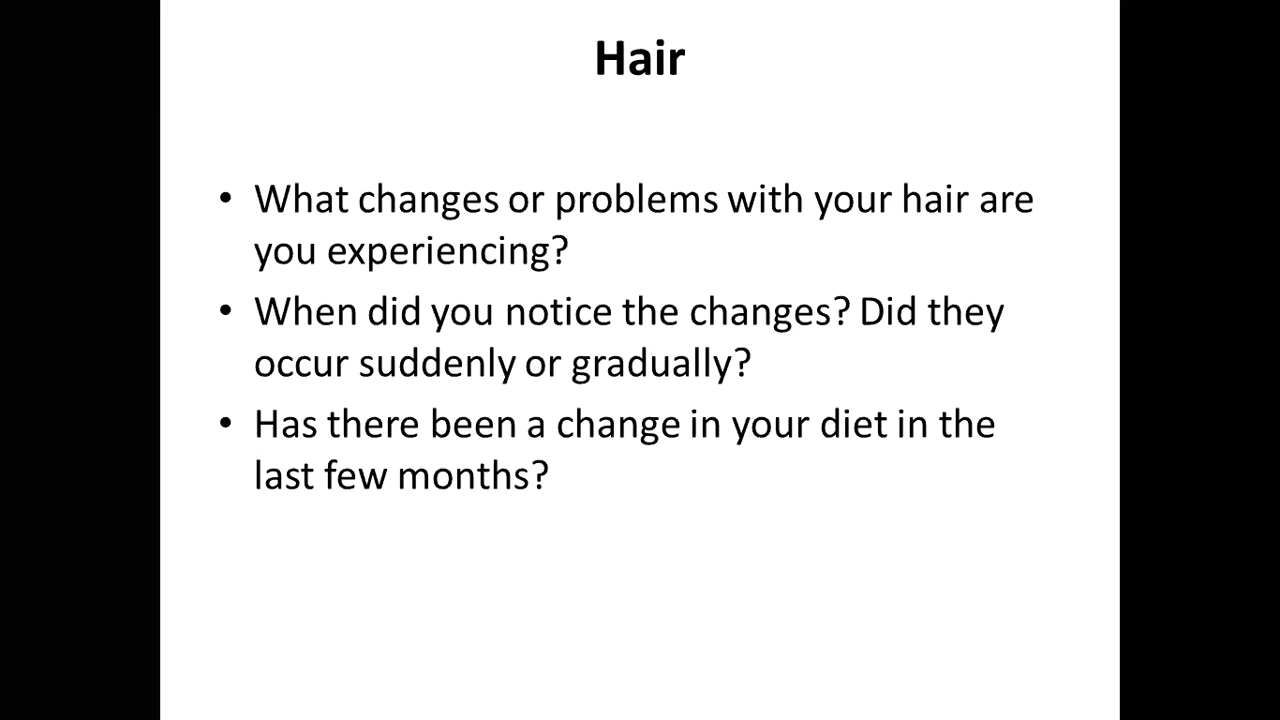 Hair
• What changes or problems with your hair are
you experiencing?
• When did you notice the changes? Did they
occur suddenly or gradually?
• Has there been a change in your diet in the
last few months?